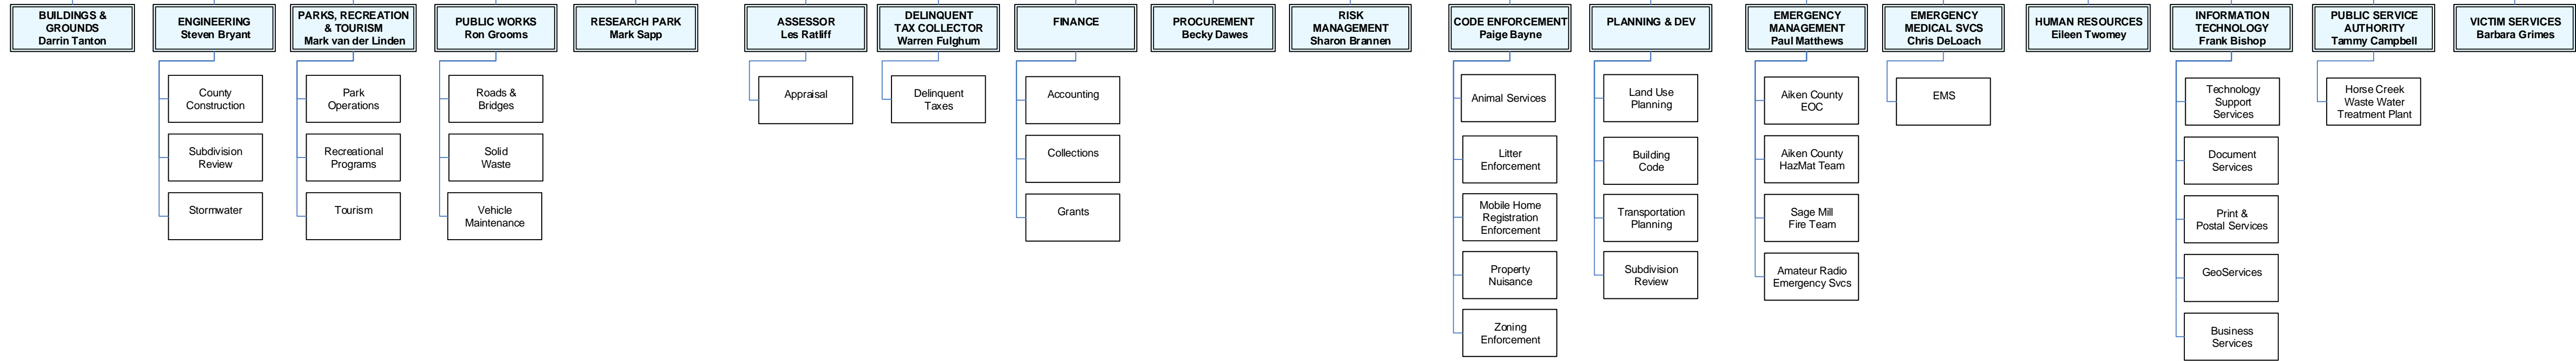 BUILDINGS &
GROUNDS
Darrin Tanton
ENGINEERING
Steven Bryant
County
Construction
Subdivision
Review
Stormwater
PARKS, RECREATION
& TOURISM
Mark van der Linden
Park
Operations
Recreational
Programs
Tourism
PUBLIC WORKS
Ron Grooms
Roads &
Bridges
Solid
Waste
Vehicle
Maintenance
RESEARCH PARK
Mark Sapp
ASSESSOR
Les Ratliff
Appraisal
DELINQUENT
TAX COLLECTOR
Warren Fulghum
Delinquent
Taxes
FINANCE
Accounting
Collections
Grants
PROCUREMENT
Becky Dawes
RISK
MANAGEMENT
Sharon Brannen
CODE ENFORCEMENT
Paige Bayne
Animal Services
Litter
Enforcement
Mobile Home
Registration
Enforcement
Property
Nuisance
Zoning
Enforcement
PLANNING & DEV
Land Use
Planning
Building
Code
Transportation
Planning
Subdivision
Review
EMERGENCY
MANAGEMENT
Paul Matthews
Aiken County
EOC
Aiken County
HazMat Team
Sage Mill
Fire Team
Amateur Radio
Emergency Svcs
EMERGENCY
MEDICAL SVCS
Chris DeLoach
EMS
HUMAN RESOURCES
Eileen Twomey
INFORMATION
TECHNOLOGY
Frank Bishop
Technology
Support
Services
Document
Services
Print &
Postal Services
GeoServices
Business
Services
PUBLIC SERVICE
AUTHORITY
Tammy Campbell
Horse Creek
Waste Water
Treatment Plant
VICTIM SERVICES
Barbara Grimes